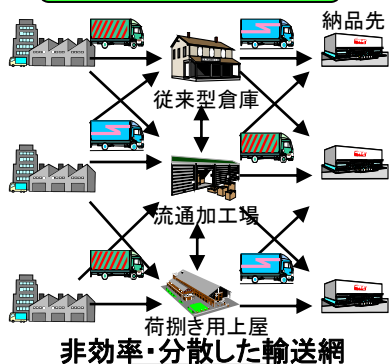 納品先
従来型倉庫
流通加工場
荷捌き用上屋
非効率・分散した輸送網